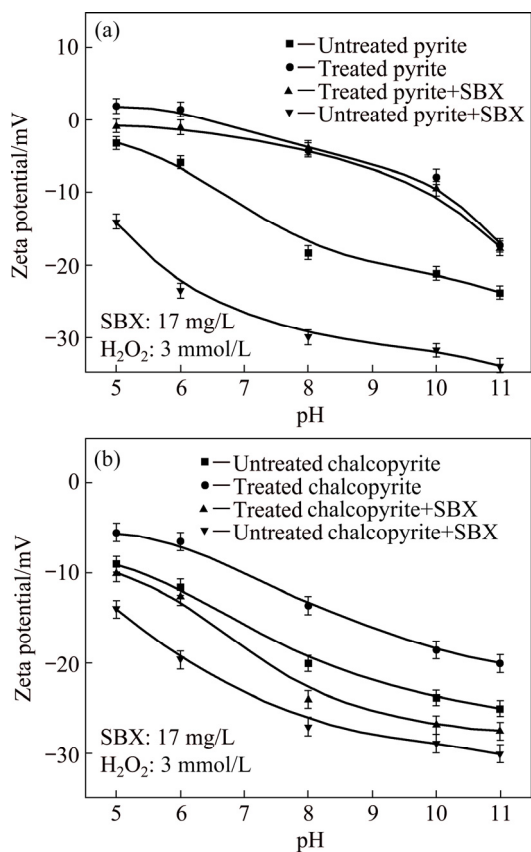 (a)
Untreated pyrite
Treated pyrite
Treated pyrite+SBX
Untreated pyrite+SBX
10
0
−10
−20
−30
Zeta potential/mV
SBX: 17 mg/L
H₂O₂: 3 mmol/L
5 6 7 8 9 10 11
pH
(b)
Untreated chalcopyrite
Treated chalcopyrite
Treated chalcopyrite+SBX
Untreated chalcopyrite+SBX
0
−10
−20
−30
Zeta potential/mV
SBX: 17 mg/L
H₂O₂: 3 mmol/L
5 6 7 8 9 10 11
pH